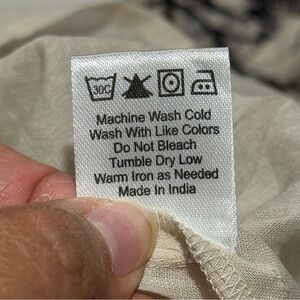 30C
Machine Wash Cold
Wash With Like Colors
Do Not Bleach
Tumble Dry Low
Warm Iron as Needed
Made In India